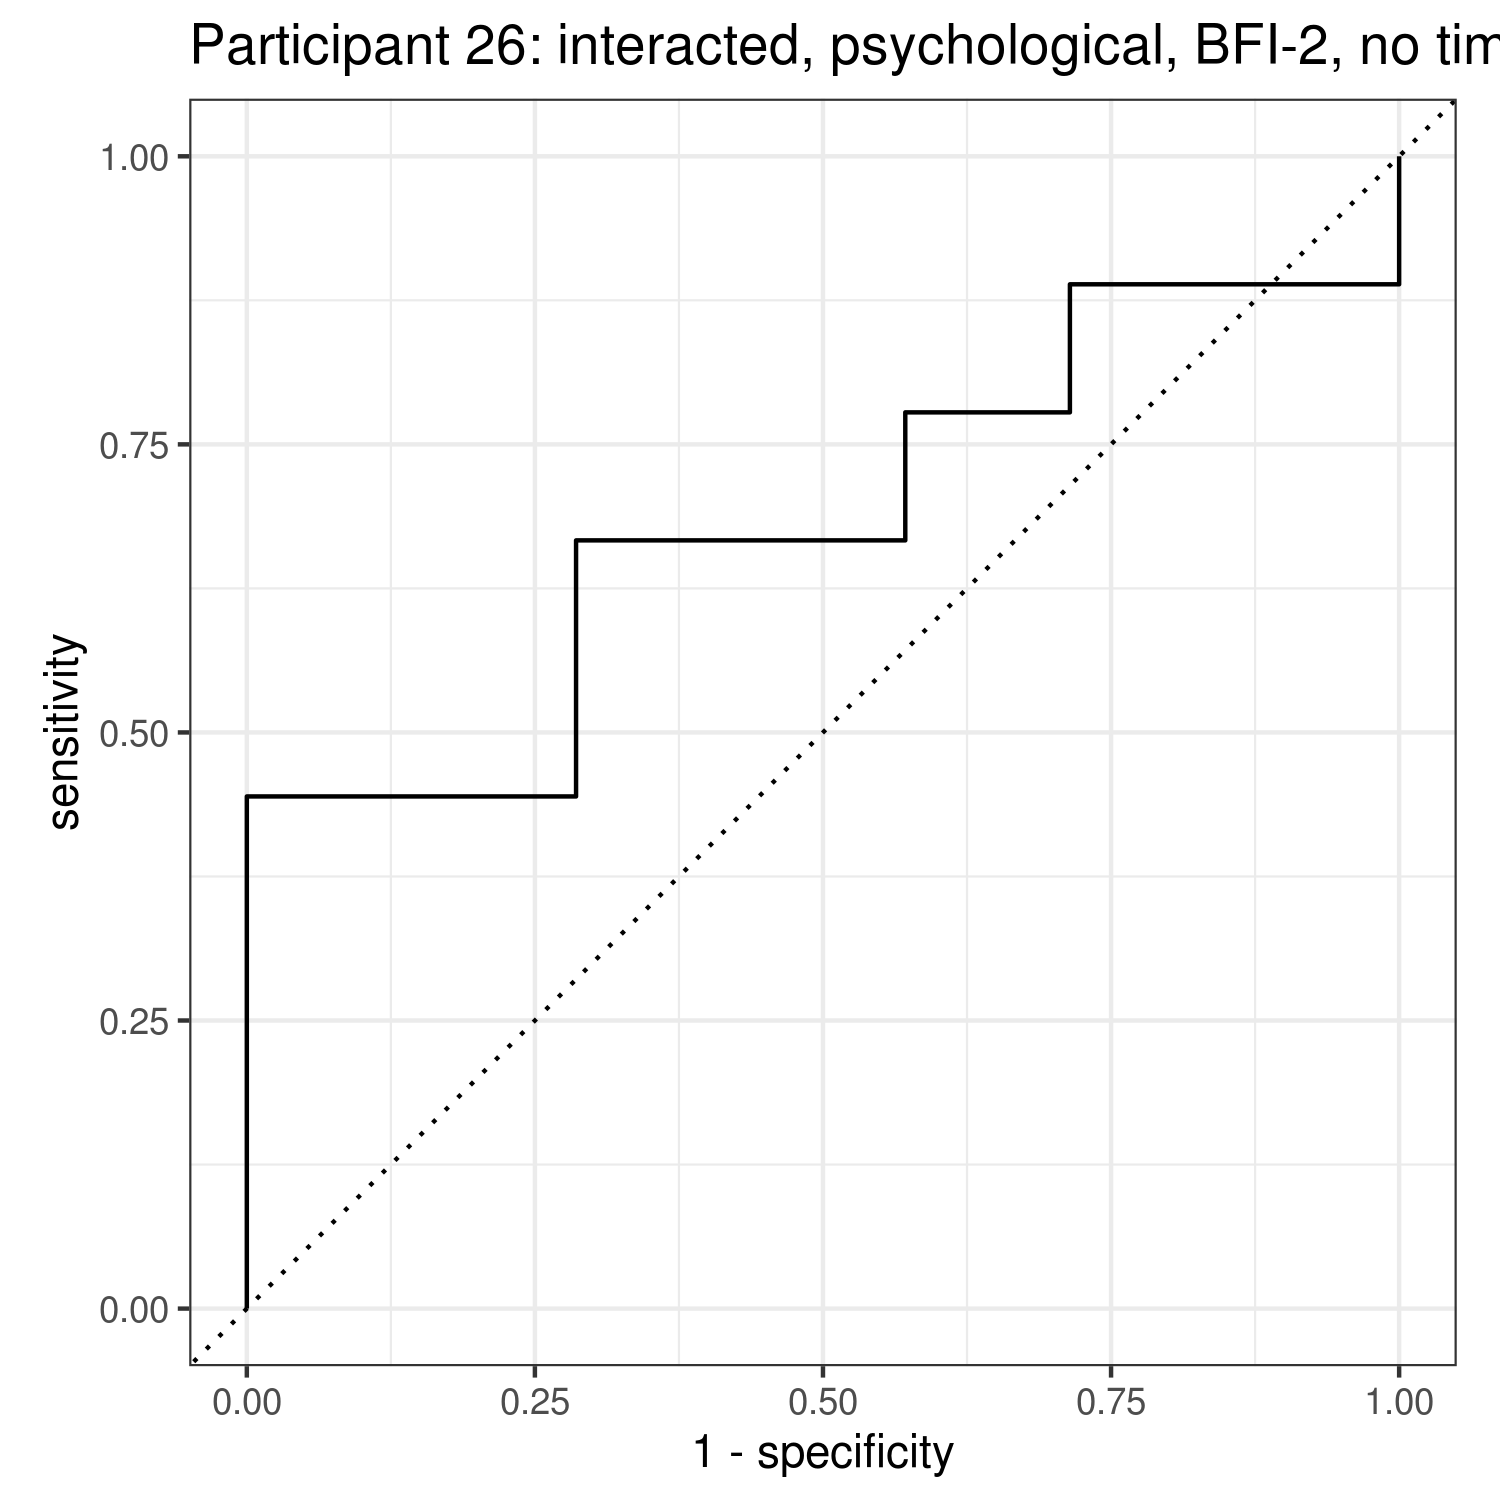 Participant 26: interacted, psychological, BFI-2, no
1.00
0.75
0.50
0.25
0.00
sensitivity
0.00 0.25 0.50 0.75 1.00
1 - specificity